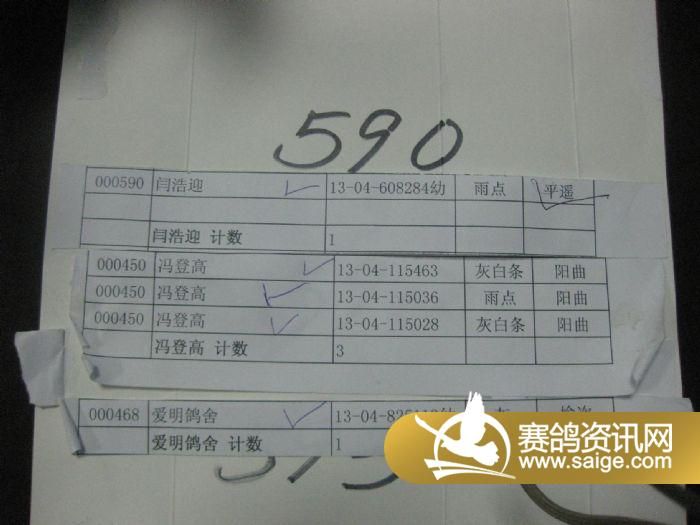 590
000590 闫浩迎 13-04-608284幼 雨点 平遥
闫浩迎 计数 1
000450 冯登高 13-04-115463 灰白条 阳曲
000450 冯登高 13-04-115036 雨点 阳曲
000450 冯登高 13-04-115028 灰白条 阳曲
冯登高 计数 3
000468 爱明鸽舍
爱明鸽舍 计数 1
赛鸽资讯网
www.saige.com